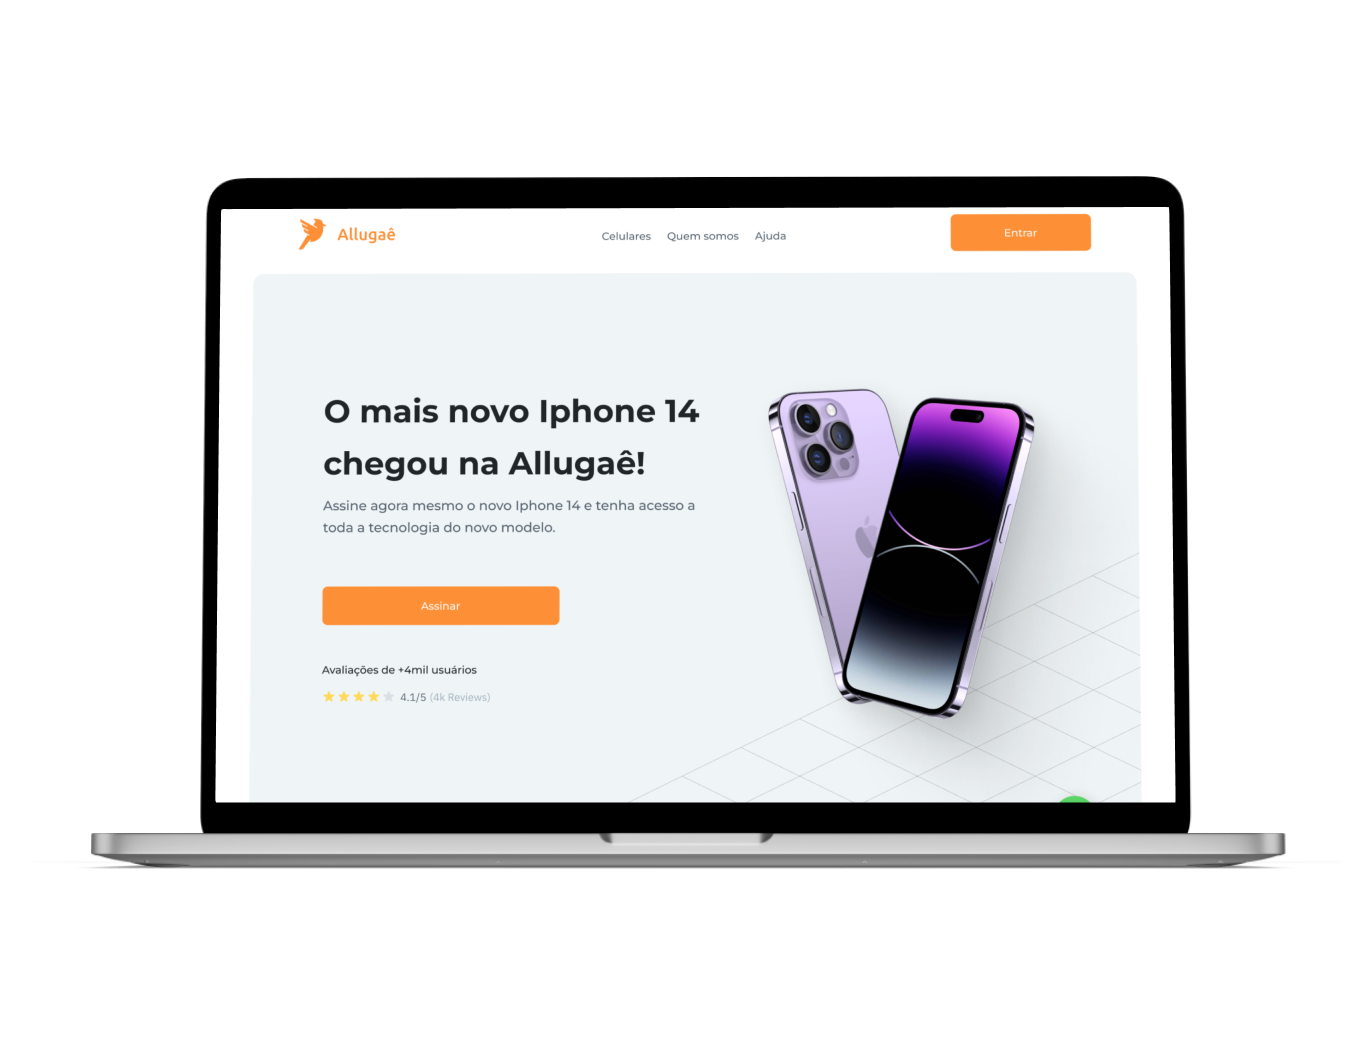 Allugaê
Celulares Quem somos Ajuda
Entrar
O mais novo Iphone 14
chegou na Allugaê!
Assine agora mesmo o novo Iphone 14 e tenha acesso a
toda a tecnologia do novo modelo.
Assinar
Avaliações de +4mil usuários
4.1/5 (4k Reviews)